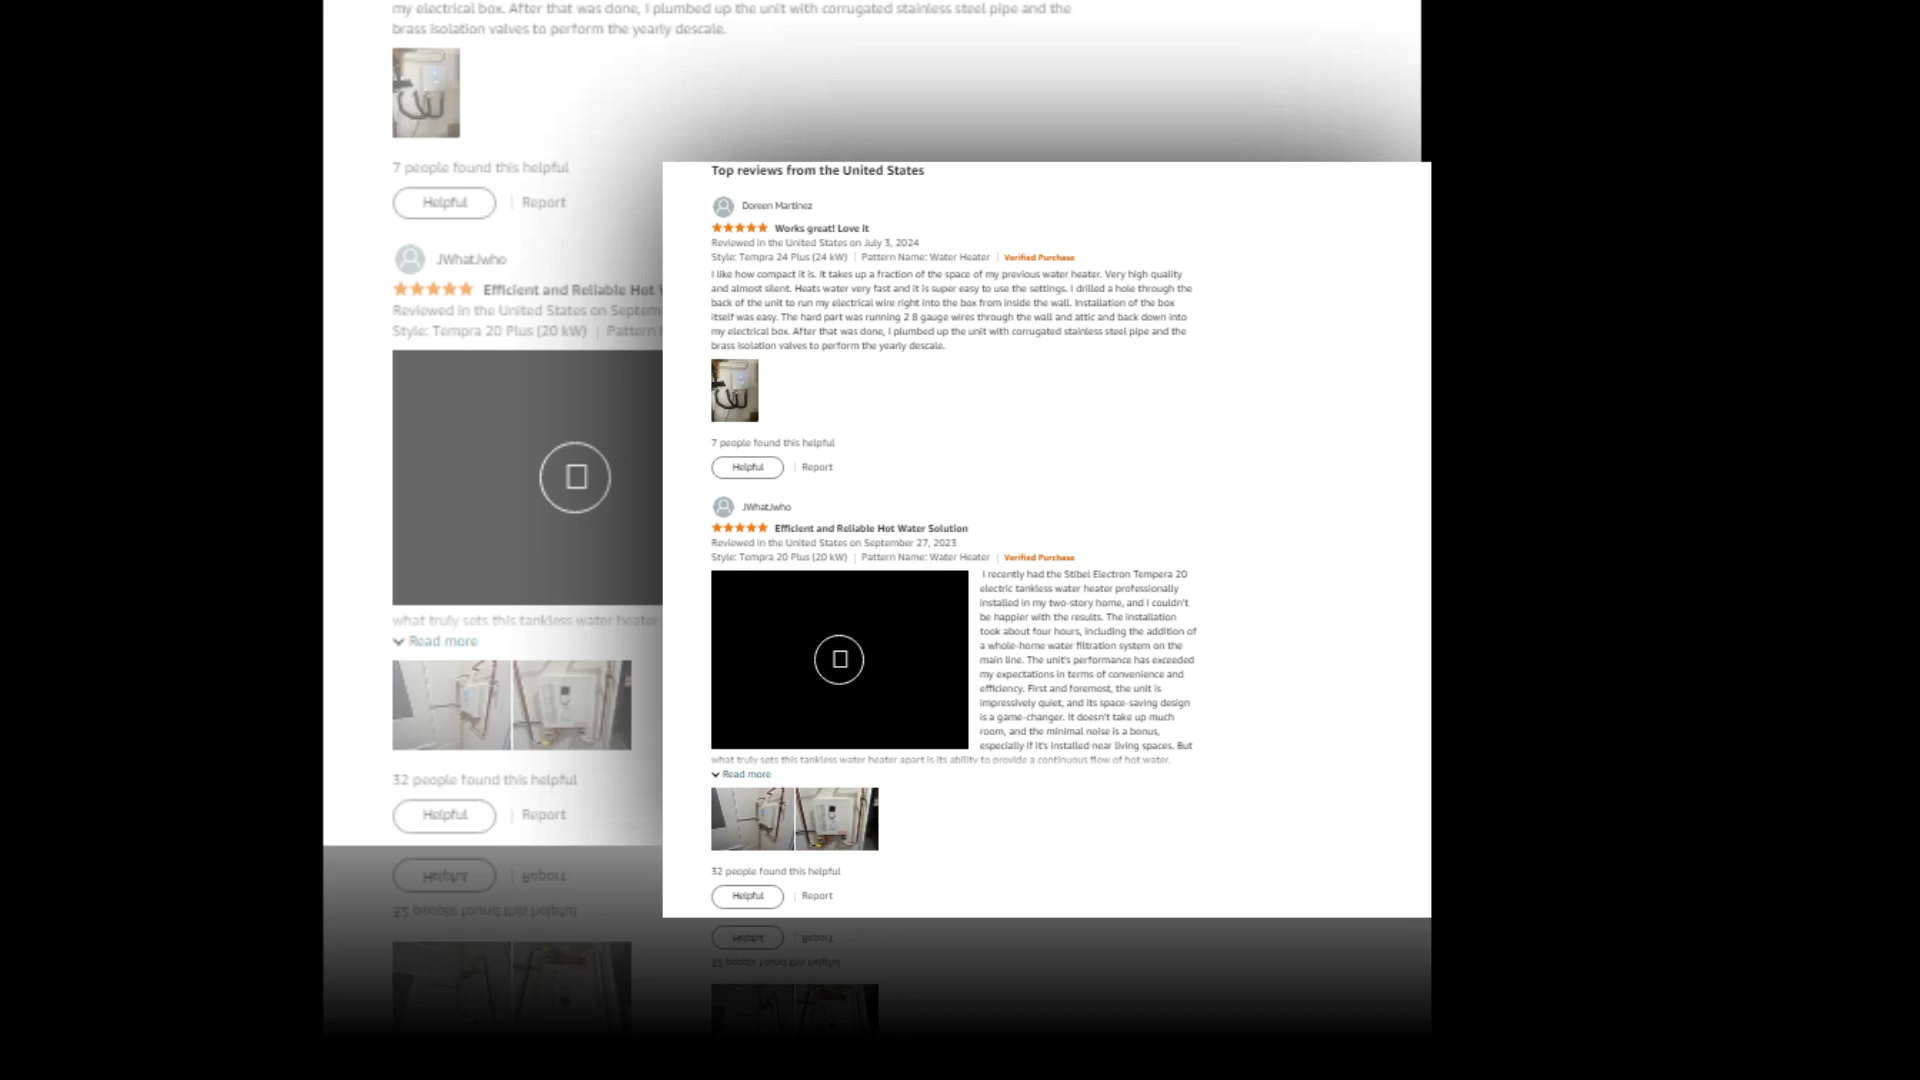 my electrical box. After that was done, I plumbed up the unit with corrugated stainless steel pipe and the
brass isolation valves to perform the yearly descale.
7 people found this helpful
Helpful | Report
JWhatJwho
Efficient and Reliable Hot
Reviewed in the United States on Septem
Style: Tempra 20 Plus (20 kW) | Pattern
what truly sets this tankless water heater
Read more
32 people found this helpful
Helpful | Report
Top reviews from the United States
Doreen Martinez
Works great! Love it
Reviewed in the United States on July 3, 2024
Style: Tempra 24 Plus (24 kW) | Pattern Name: Water Heater | Verified Purchase
I like how compact it is. It takes up a fraction of the space of my previous water heater. Very high quality
and almost silent. Heats water very fast and it is super easy to use the settings. I drilled a hole through the
back of the unit to run my electrical wire right into the box from inside the wall. Installation of the box
itself was easy. The hard part was running 2 8 gauge wires through the wall and attic and back down into
my electrical box. After that was done, I plumbed up the unit with corrugated stainless steel pipe and the
brass isolation valves to perform the yearly descale.
7 people found this helpful
Helpful | Report
JWhatJwho
Efficient and Reliable Hot Water Solution
Reviewed in the United States on September 27, 2023
Style: Tempra 20 Plus (20 kW) | Pattern Name: Water Heater | Verified Purchase
I recently had the Stibel Electron Tempera 20
electric tankless water heater professionally
installed in my two-story home, and I couldn't
be happier with the results. The installation
took about four hours, including the addition of
a whole-home water filtration system on the
main line. The unit's performance has exceeded
my expectations in terms of convenience and
efficiency. First and foremost, the unit is
impressively quiet, and its space-saving design
is a game-changer. It doesn't take up much
room, and the minimal noise is a bonus,
especially if it's installed near living spaces. But
what truly sets this tankless water heater apart is its ability to provide a continuous flow of hot water.
Read more
32 people found this helpful
Helpful | Report